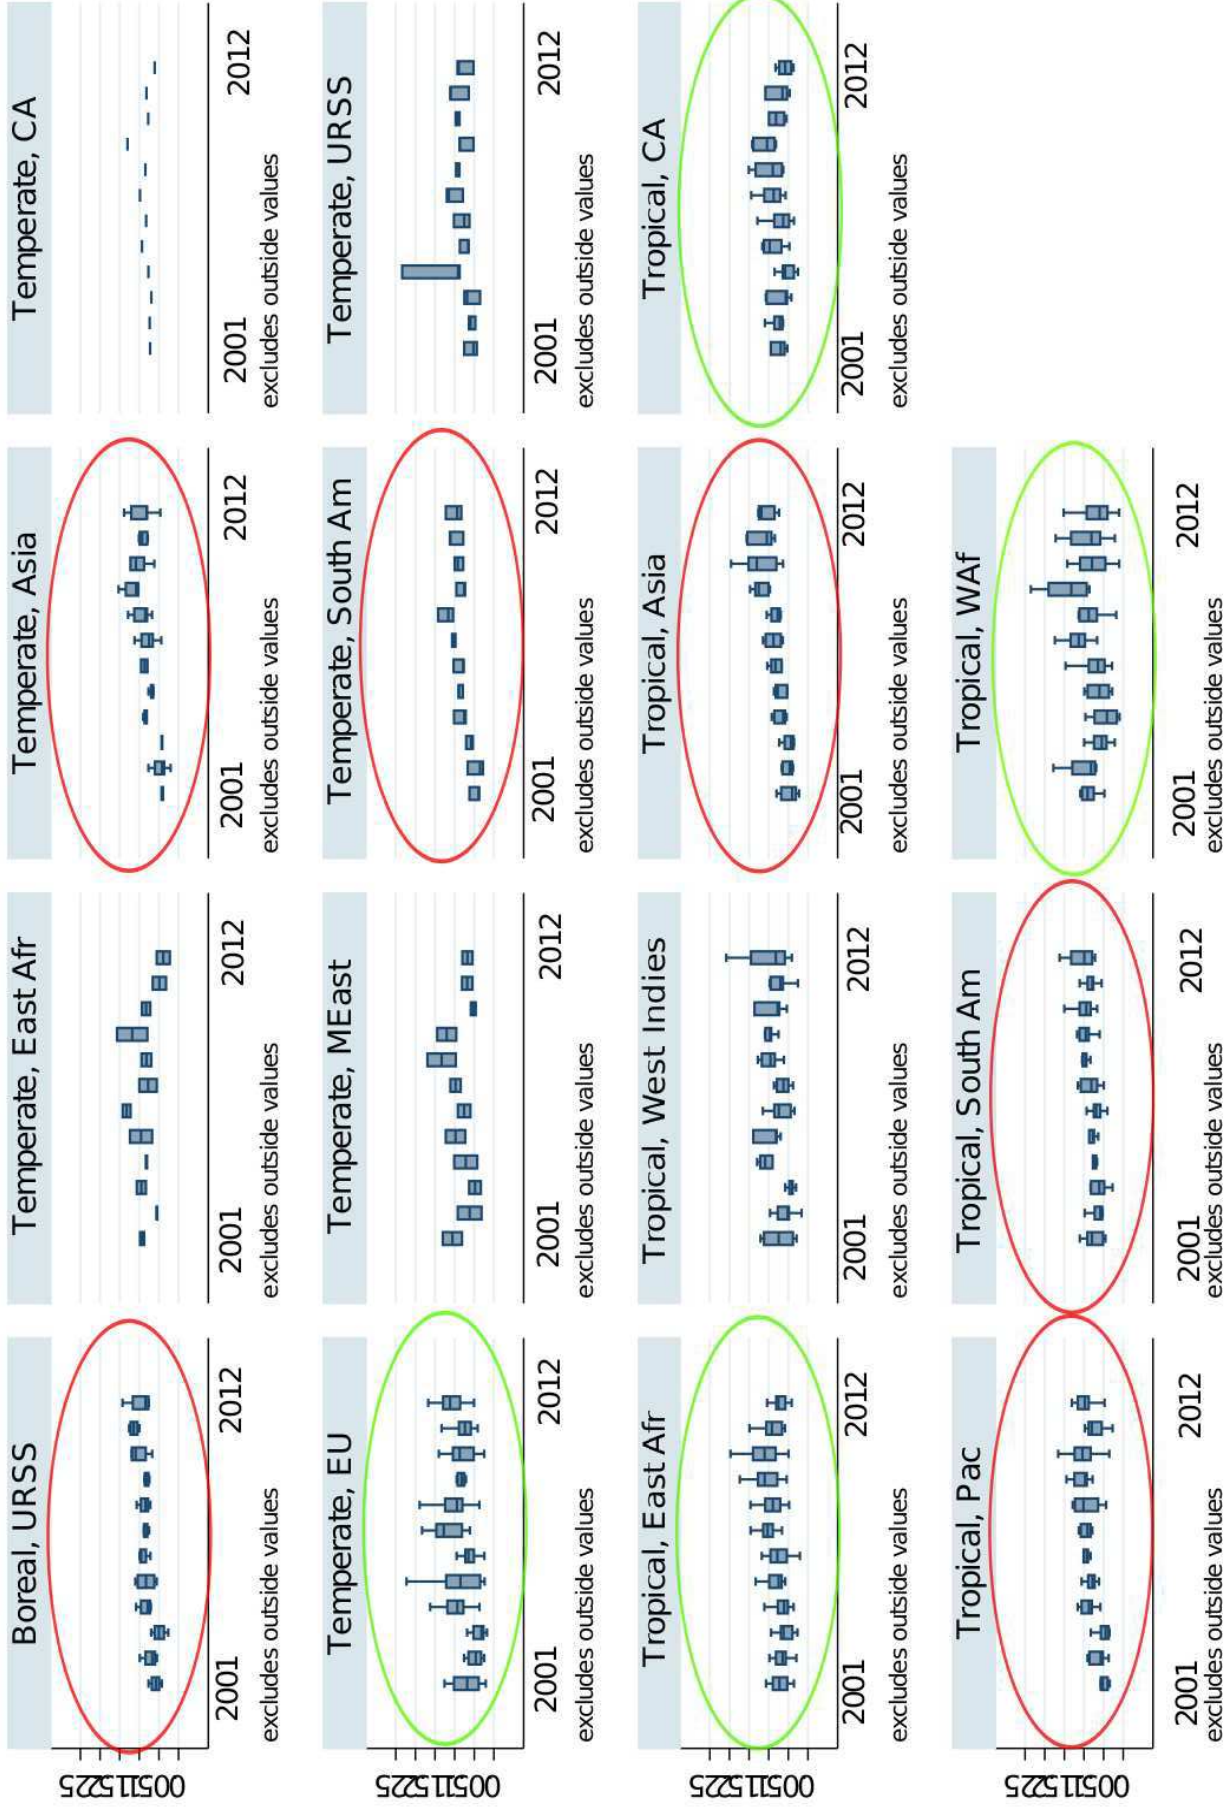 Boreal, URSS
Temperate, East Afr
Temperate, Asia
Temperate, CA
2001 2012
2001 2012
2001 2012
2001 2012
excludes outside values
excludes outside values
excludes outside values
excludes outside values
Temperate, EU
Temperate, MEast
Temperate, South Am
Temperate, URSS
2001 2012
2001 2012
2001 2012
2001 2012
excludes outside values
excludes outside values
excludes outside values
excludes outside values
Tropical, East Afr
Tropical, West Indies
Tropical, Asia
Tropical, CA
2001 2012
2001 2012
2001 2012
2001 2012
excludes outside values
excludes outside values
excludes outside values
excludes outside values
Tropical, Pac
Tropical, South Am
Tropical, WAf
2001 2012
2001 2012
2001 2012
excludes outside values
excludes outside values
excludes outside values